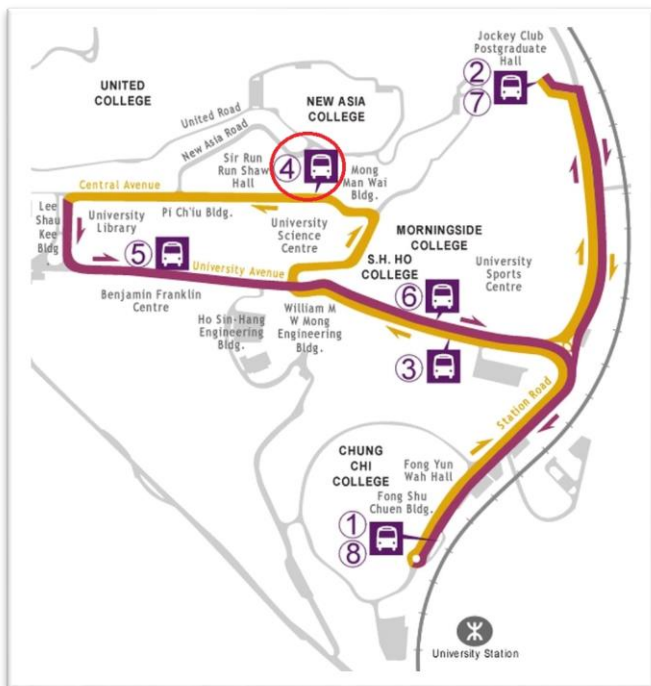 Jockey Club
Postgraduate
Hall
2
7
UNITED
COLLEGE
NEW ASIA
COLLEGE
United Road
New Asia Road
Sir Run
Run Shaw
Hall
4
Mong
Man Wai
Bldg.
Central Avenue
Lee
Shau
Kee
Bldg
.
University
Library
Pi Ch'iu Bldg.
University
Science
Centre
MORNINGSIDE
COLLEGE
S.H. HO
COLLEGE
University
Sports
Centre
5
University Avenue
6
Benjamin Franklin
Centre
Ho Sin-Hang
Engineering
Bldg.
William M
W Mong
Engineering
Bldg.
3
Station Road
CHUNG
CHI
COLLEGE
Fong Yun
Wah Hall
Fong Shu
Chuen Bldg.
1
8
University Station